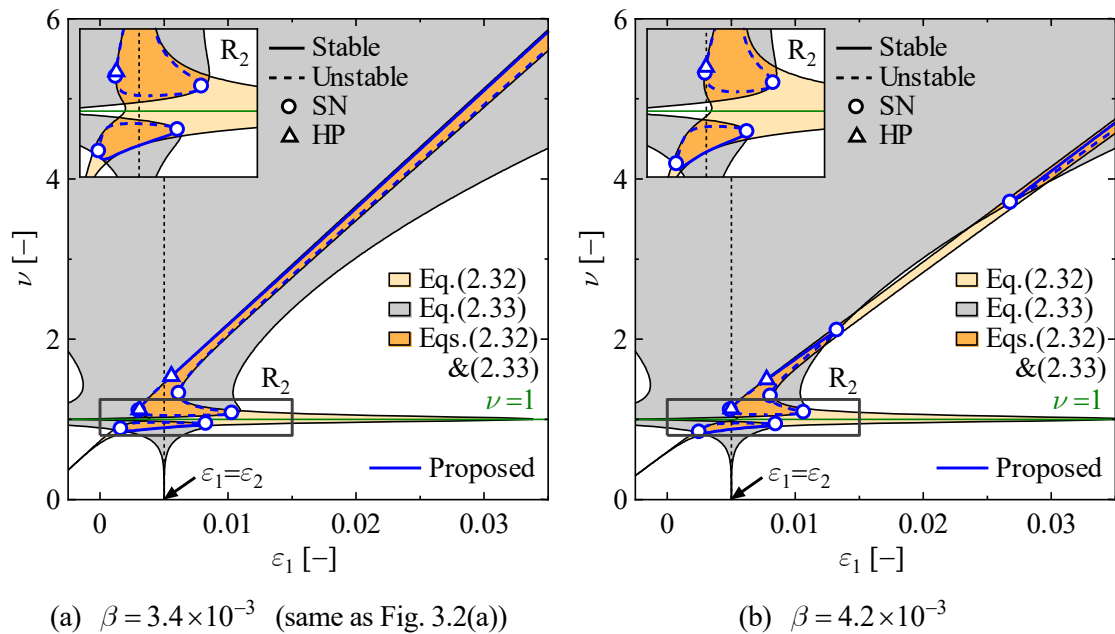 6
4
2
0
ν [−]
R₂
Stable
Unstable
SN
HP
Eq.(2.32)
Eq.(2.33)
Eqs.(2.32)
&(2.33)
R₂
ν=1
Proposed
ε₁=ε₂
0 0.01 0.02 0.03
ε₁ [−]
(a) β = 3.4×10⁻³ (same as Fig. 3.2(a))
6
4
2
0
ν [−]
R₂
Stable
Unstable
SN
HP
Eq.(2.32)
Eq.(2.33)
Eqs.(2.32)
&(2.33)
R₂
ν=1
Proposed
ε₁=ε₂
0 0.01 0.02 0.03
ε₁ [−]
(b) β = 4.2×10⁻³